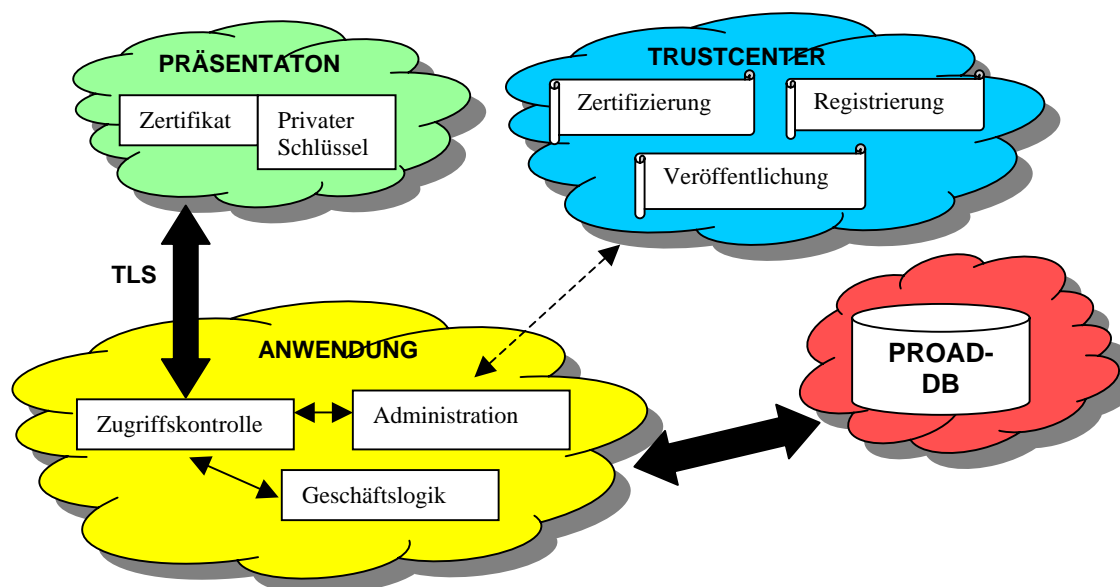 PRÄSENTATON
Zertifikat
Privater
Schlüssel
TRUSTCENTER
Zertifizierung
Registrierung
Veröffentlichung
TLS
ANWENDUNG
Zugriffskontrolle
Administration
Geschäftslogik
PROAD-
DB